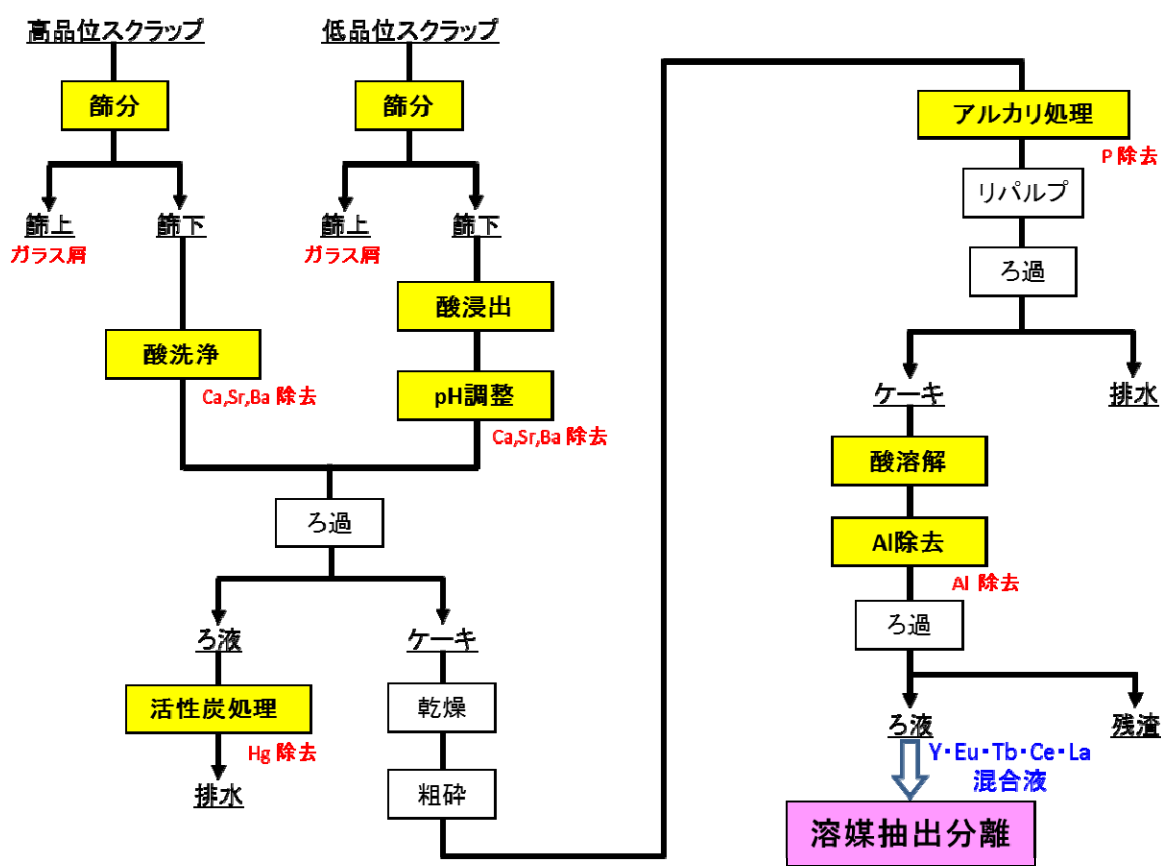 高品位スクラップ
篩分
篩上
ガラス屑
篩下
酸洗浄
Ca,Sr,Ba 除去
低品位スクラップ
篩分
篩上
ガラス屑
篩下
酸浸出
pH調整
Ca,Sr,Ba 除去
ろ過
ろ液
活性炭処理
Hg 除去
排水
ケーキ
乾燥
粗砕
アルカリ処理
P 除去
リパルプ
ろ過
ケーキ
排水
酸溶解
Al除去
Al 除去
ろ過
ろ液
残渣
Y・Eu・Tb・Ce・La
混合液
溶媒抽出分離